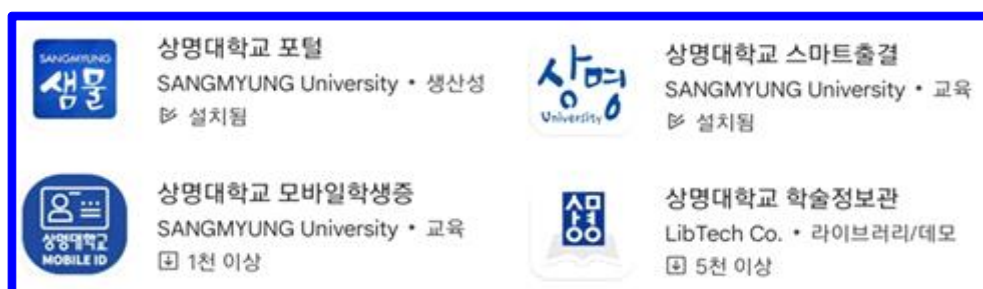 SANGMYUNG
샘물
상명대학교 포털
SANGMYUNG University • 생산성
설치됨
상명
University
상명대학교 스마트출결
SANGMYUNG University • 교육
설치됨
상명대학교
MOBILE ID
상명대학교 모바일학생증
SANGMYUNG University • 교육
1천 이상
상명
상명대학교 학술정보관
LibTech Co. • 라이브러리/데모
5천 이상